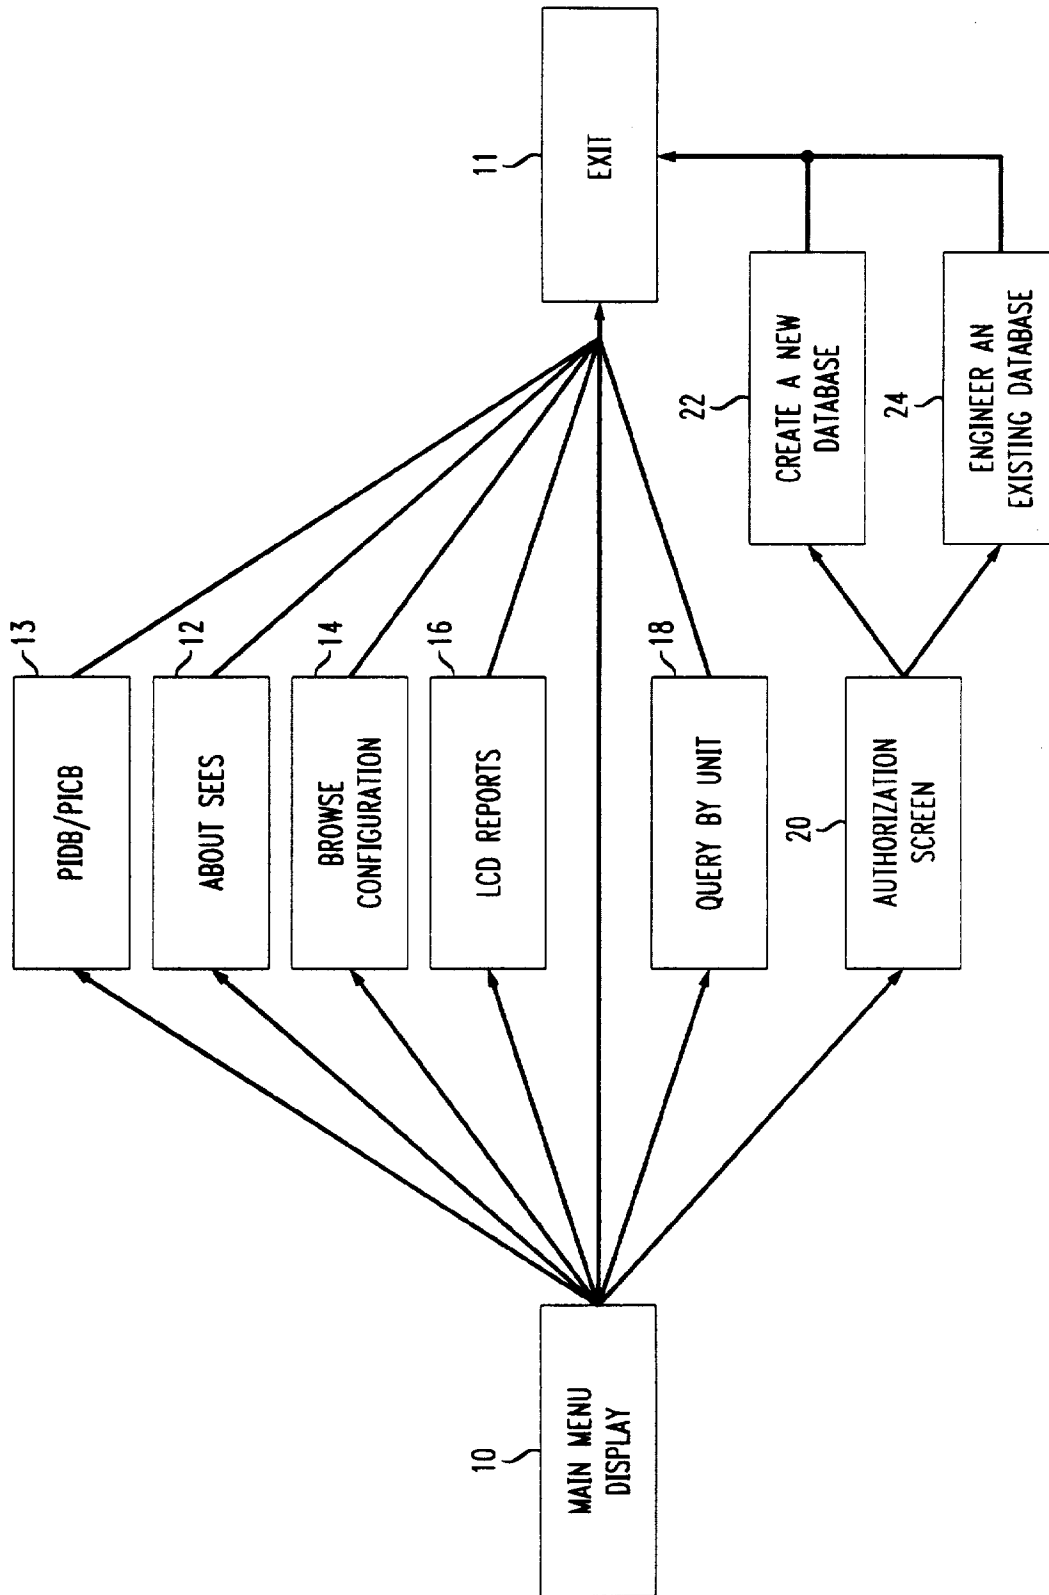 10
MAIN MENU
DISPLAY
13
PIDB/PICB
12
ABOUT SEES
14
BROWSE
CONFIGURATION
16
LCD REPORTS
18
QUERY BY UNIT
20
AUTHORIZATION
SCREEN
11
EXIT
22
CREATE A NEW
DATABASE
24
ENGINEER AN
EXISTING DATABASE